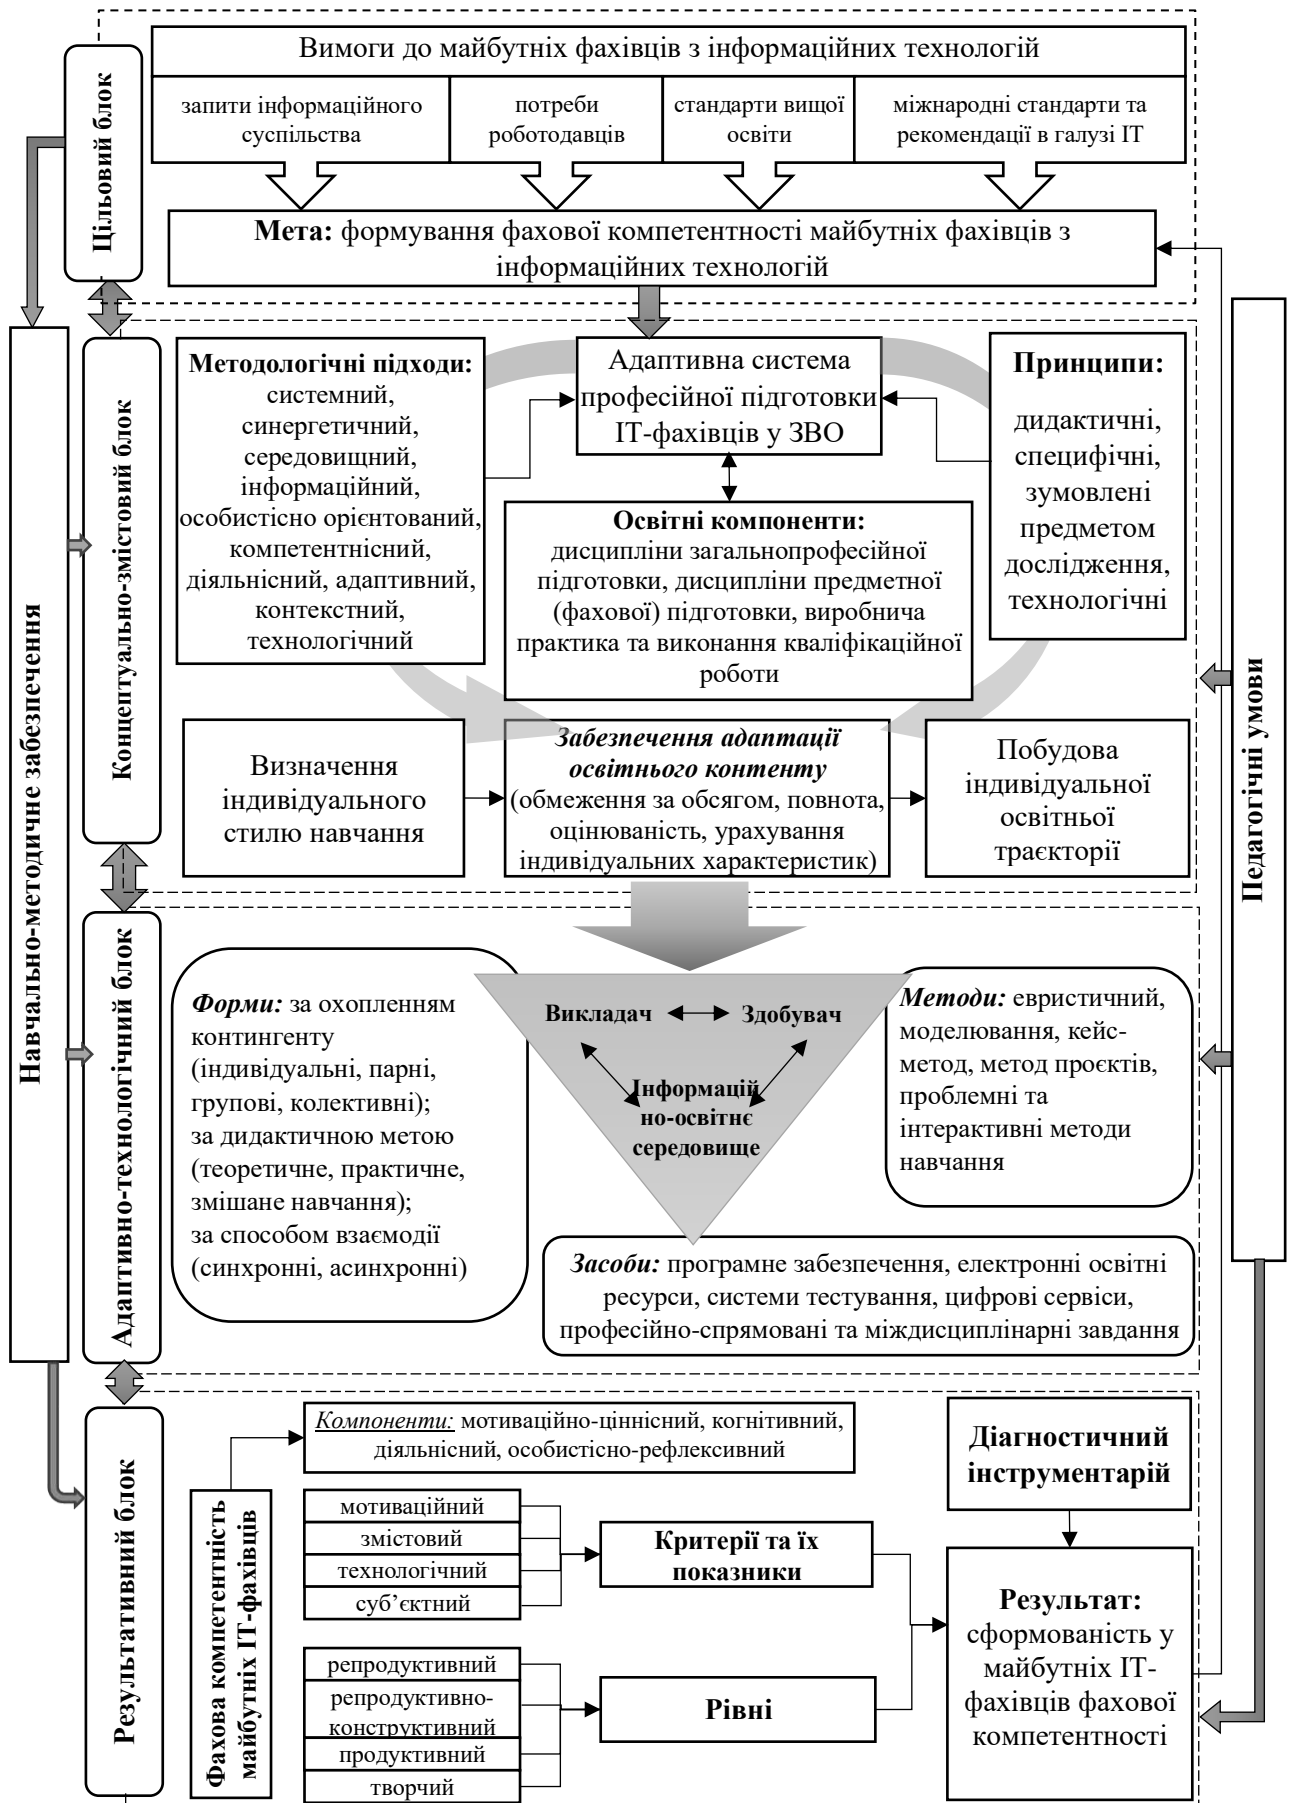 Вимоги до майбутніх фахівців з інформаційних технологій
запити інформаційного
суспільства
потреби
роботодавців
стандарти вищої
освіти
міжнародні стандарти та
рекомендації в галузі ІТ
Мета: формування фахової компетентності майбутніх фахівців з
інформаційних технологій
Цільовий блок
Навчально-методичне забезпечення
Концептуально-змістовий блок
Методологічні підходи:
системний,
синергетичний,
середовищний,
інформаційний,
особистісно орієнтований,
компетентнісний,
діяльнісний, адаптивний,
контекстний,
технологічний
Адаптивна система
професійної підготовки
ІТ-фахівців у ЗВО
Принципи:
дидактичні,
специфічні,
зумовлені
предметом
дослідження,
технологічні
Освітні компоненти:
дисципліни загальнопрофесійної
підготовки, дисципліни предметної
(фахової) підготовки, виробнича
практика та виконання кваліфікаційної
роботи
Визначення
індивідуального
стилю навчання
Забезпечення адаптації
освітнього контенту
(обмеження за обсягом, повнота,
оцінюваність, урахування
індивідуальних характеристик)
Побудова
індивідуальної
освітньої
траєкторії
Педагогічні умови
Адаптивно-технологічний блок
Форми: за охопленням
контингенту
(індивідуальні, парні,
групові, колективні);
за дидактичною метою
(теоретичне, практичне,
змішане навчання);
за способом взаємодії
(синхронні, асинхронні)
Викладач
Здобувач
Інформацій
но-освітнє
середовище
Методи: евристичний,
моделювання, кейс-
метод, метод проєктів,
проблемні та
інтерактивні методи
навчання
Засоби: програмне забезпечення, електронні освітні
ресурси, системи тестування, цифрові сервіси,
професійно-спрямовані та міждисциплінарні завдання
Результативний блок
Фахова компетентність
майбутніх ІТ-фахівців
Компоненти: мотиваційно-ціннісний, когнітивний,
діяльнісний, особистісно-рефлексивний
мотиваційний
змістовий
технологічний
суб’єктний
Критерії та їх
показники
репродуктивний
репродуктивно-
конструктивний
продуктивний
творчий
Рівні
Діагностичний
інструментарій
Результат:
сформованість у
майбутніх ІТ-
фахівців фахової
компетентності